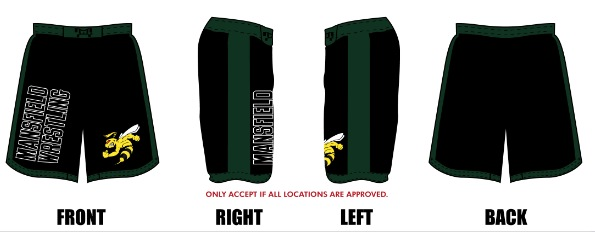 MANSFIELD
WRESTLING
MANSFIELD
ONLY ACCEPT IF ALL LOCATIONS ARE APPROVED.
FRONT
RIGHT
LEFT
BACK